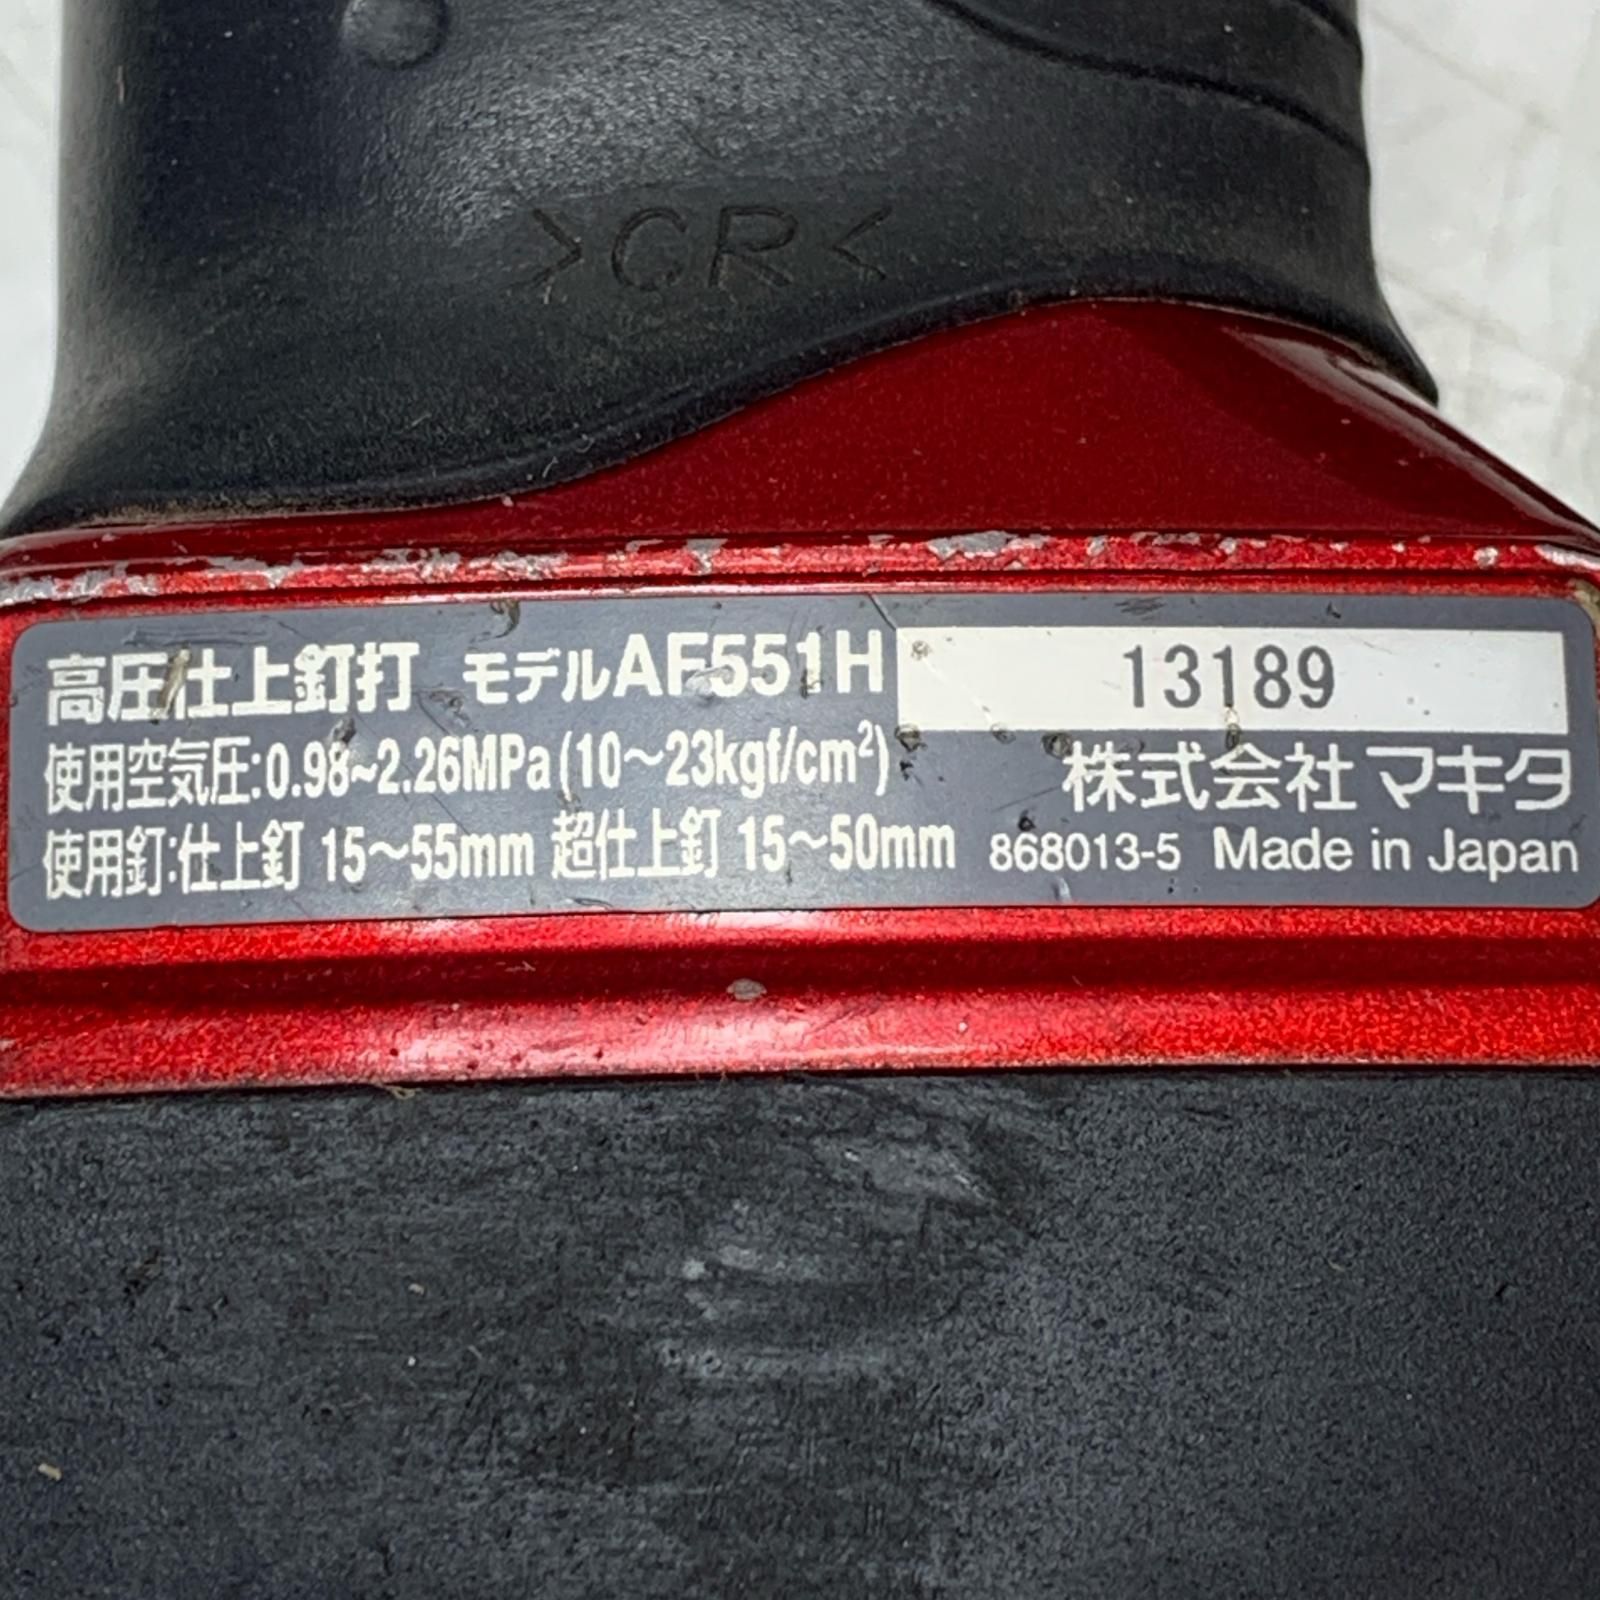 >CR<
高圧仕上釘打 モデルAF551H 13189
使用空気圧:0.98~2.26MPa(10～23kgf/cm²) 株式会社マキタ
使用釘:仕上釘 15～55mm 超仕上釘 15～50mm 868013-5 Made in Japan